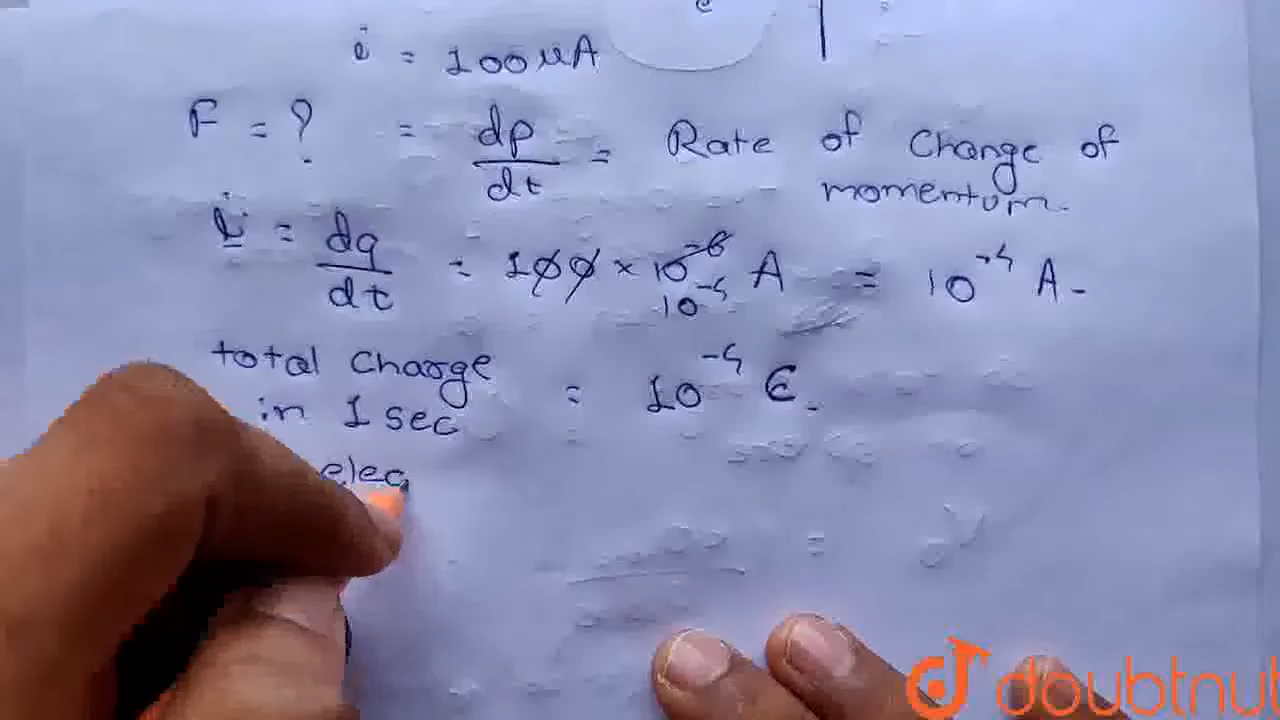 e
i = 100 μA
F = ? = dp/dt = Rate of Change of
momentum.
i = dq/dt = 100 × 10⁻⁶ A = 10⁻⁴ A.
10⁻⁴
total Charge
in 1 sec = 10⁻⁴ C.
elec
doubtnut